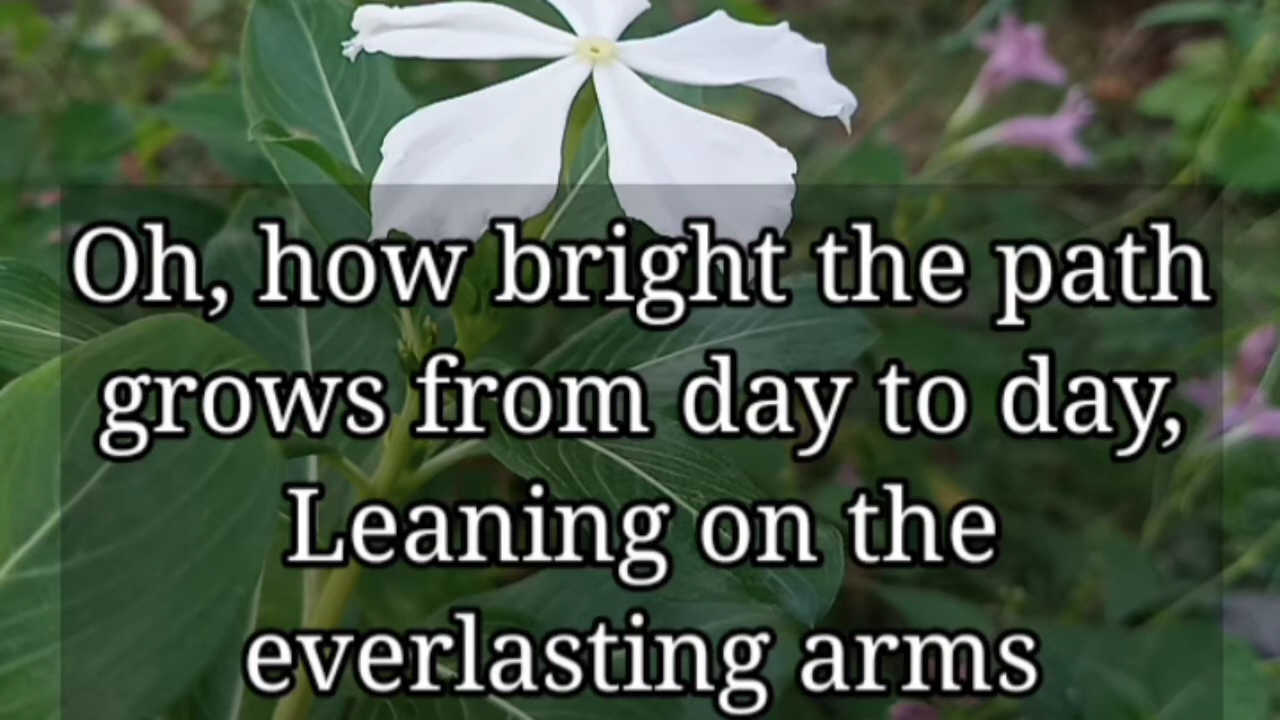 Oh, how bright the path
grows from day to day,
Leaning on the
everlasting arms